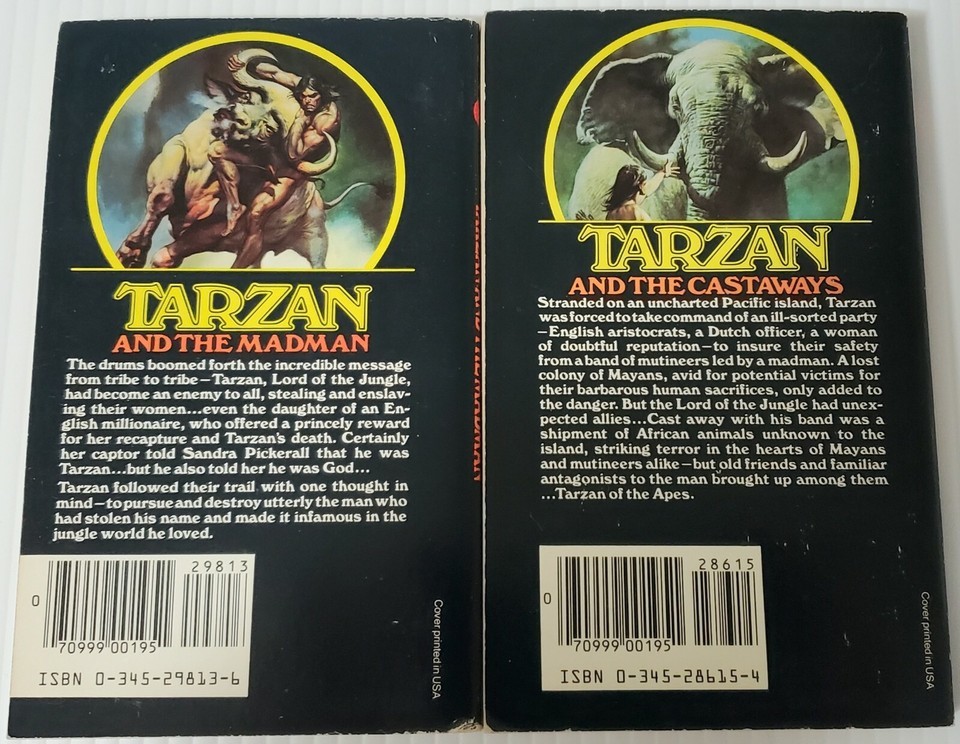 TARZAN
AND THE MADMAN
The drums boomed forth the incredible message
from tribe to tribe—Tarzan, Lord of the Jungle,
had become an enemy to all, stealing and enslav-
ing their women...even the daughter of an En-
glish millionaire, who offered a princely reward
for her recapture and Tarzan's death. Certainly
her captor told Sandra Pickerall that he was
Tarzan...but he also told her he was God...
Tarzan followed their trail with one thought in
mind—to pursue and destroy utterly the man who
had stolen his name and made it infamous in the
jungle world he loved.
29813
0
70999 00195
ISBN 0-345-29813-6
Cover printed in USA
TARZAN
AND THE CASTAWAYS
Stranded on an uncharted Pacific island, Tarzan
was forced to take command of an ill-sorted party
—English aristocrats, a Dutch officer, a woman
of doubtful reputation—to insure their safety
from a band of mutineers led by a madman. A lost
colony of Mayans, avid for potential victims for
their barbarous human sacrifices, only added to
the danger. But the Lord of the Jungle had unex-
pected allies...Cast away with his band was a
shipment of African animals unknown to the
island, striking terror in the hearts of Mayans
and mutineers alike—but old friends and familiar
antagonists to the man brought up among them
...Tarzan of the Apes.
28615
0
70999 00195
ISBN 0-345-28615-4
Cover printed in USA